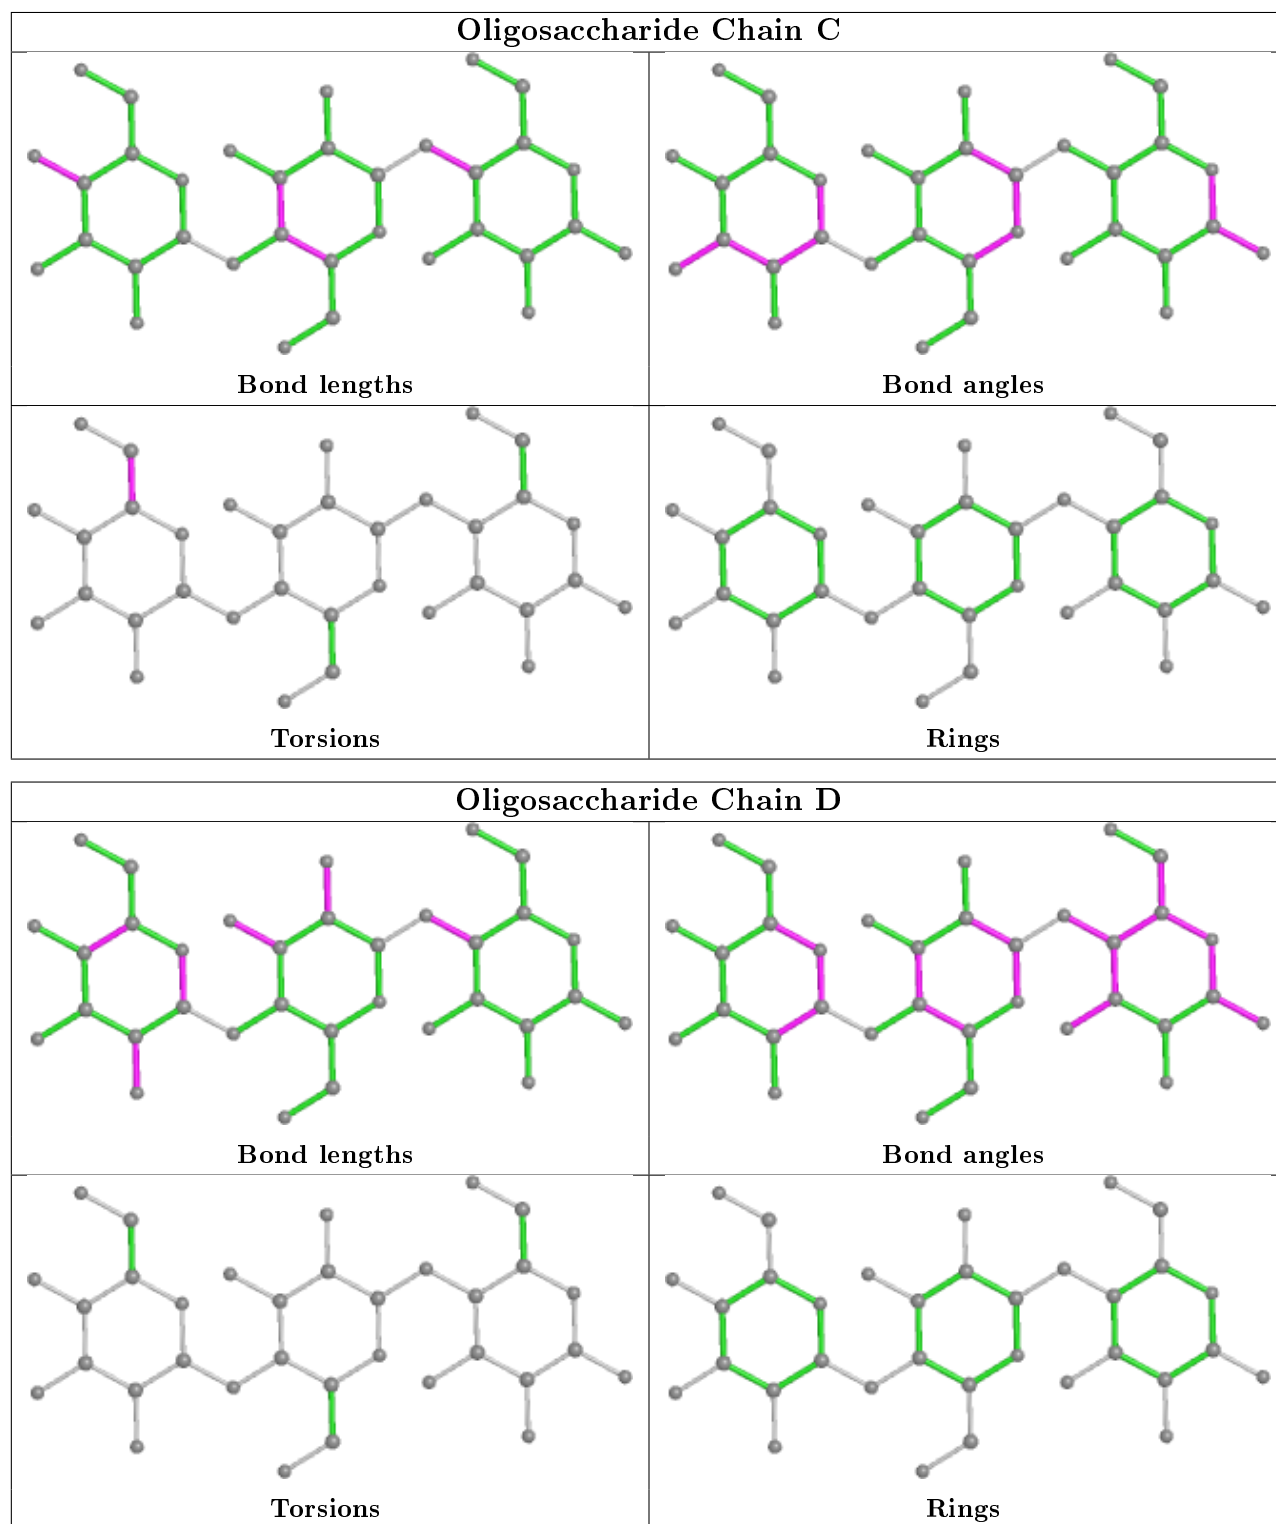 Oligosaccharide Chain C
Bond lengths
Bond angles
Torsions
Rings
Oligosaccharide Chain D
Bond lengths
Bond angles
Torsions
Rings